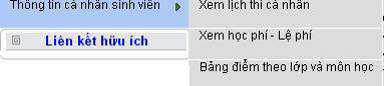 Thông tin cá nhân sinh viên
Xem lịch thi cá nhân
Liên kết hữu ích
Xem học phí - Lệ phí
Bảng điểm theo lớp và môn học